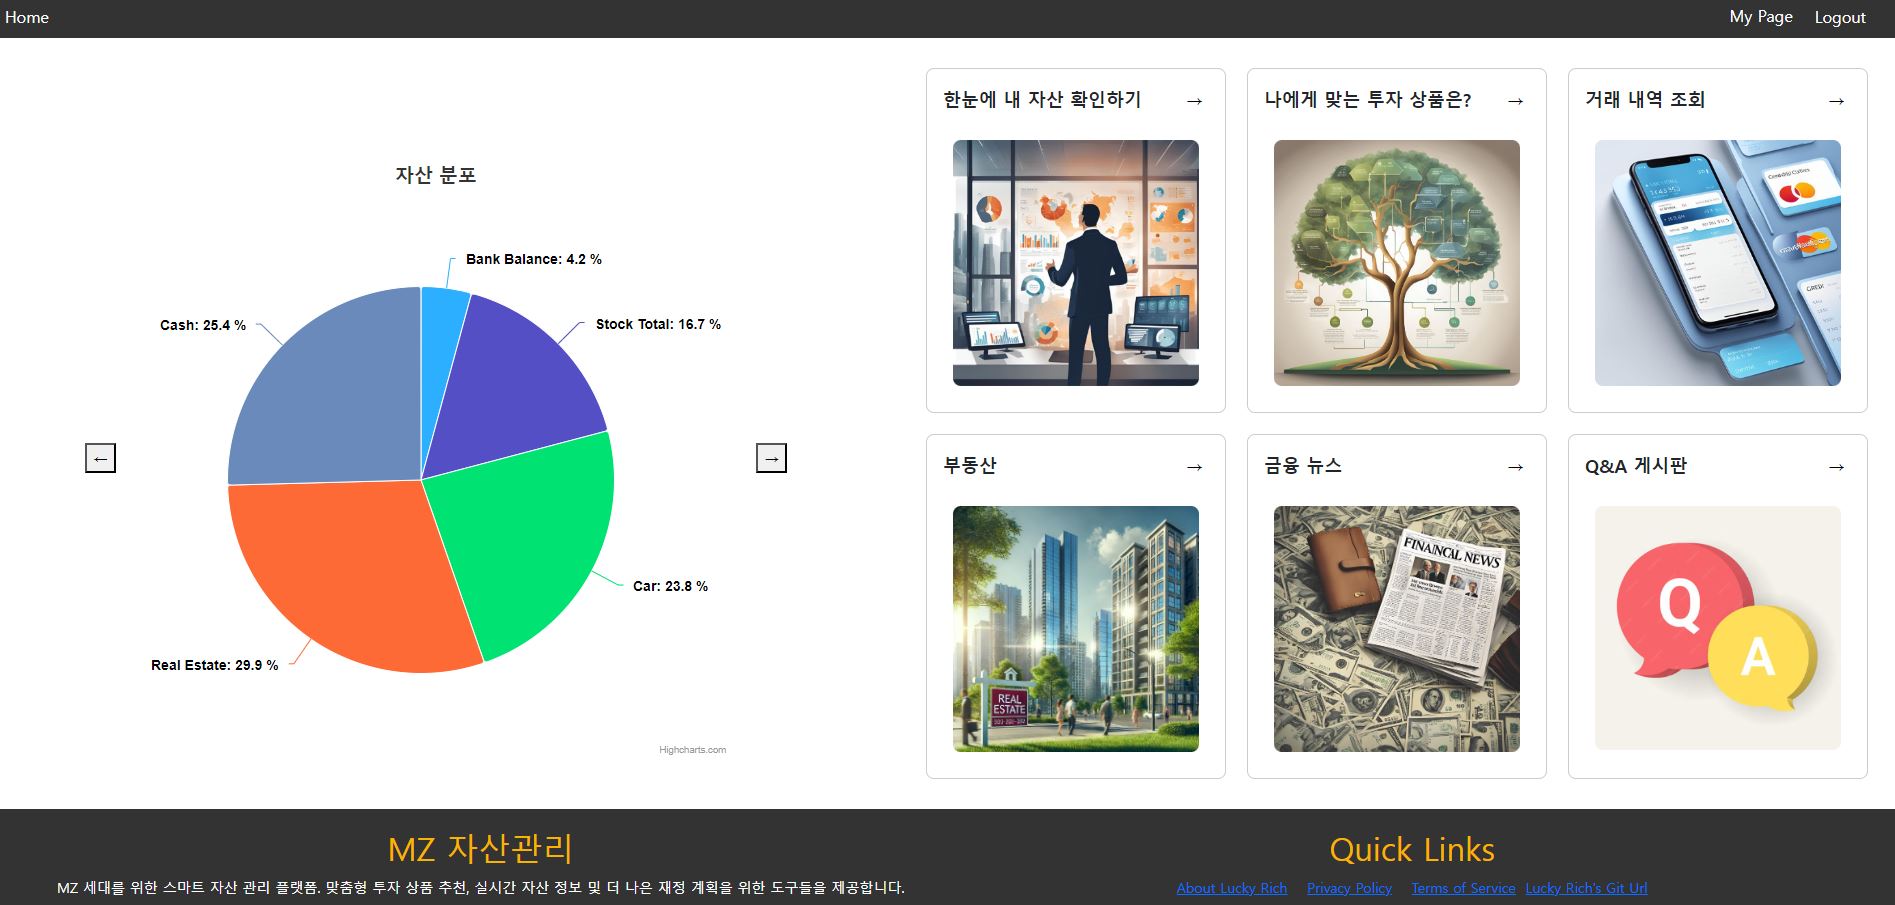 Home
My Page
Logout
자산 분포
Bank Balance: 4.2 %
Stock Total: 16.7 %
Cash: 25.4 %
Car: 23.8 %
Real Estate: 29.9 %
Highcharts.com
←
→
한눈에 내 자산 확인하기 →
나에게 맞는 투자 상품은? →
거래 내역 조회 →
부동산 →
REAL
ESTATE
금융 뉴스 →
FINANCAL NEWS
Q&A 게시판 →
Q
A
MZ 자산관리
MZ 세대를 위한 스마트 자산 관리 플랫폼. 맞춤형 투자 상품 추천, 실시간 자산 정보 및 더 나은 재정 계획을 위한 도구들을 제공합니다.
Quick Links
About Lucky Rich Privacy Policy Terms of Service Lucky Rich's Git Url